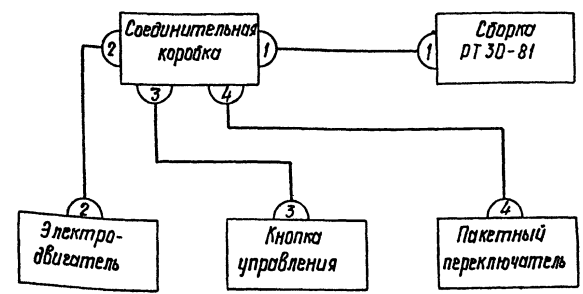 Соединительная
коробка
2
1
3
4
1
Сборка
РТ 30-81
2
Электро-
двигатель
3
Кнопка
управления
4
Пакетный
переключатель